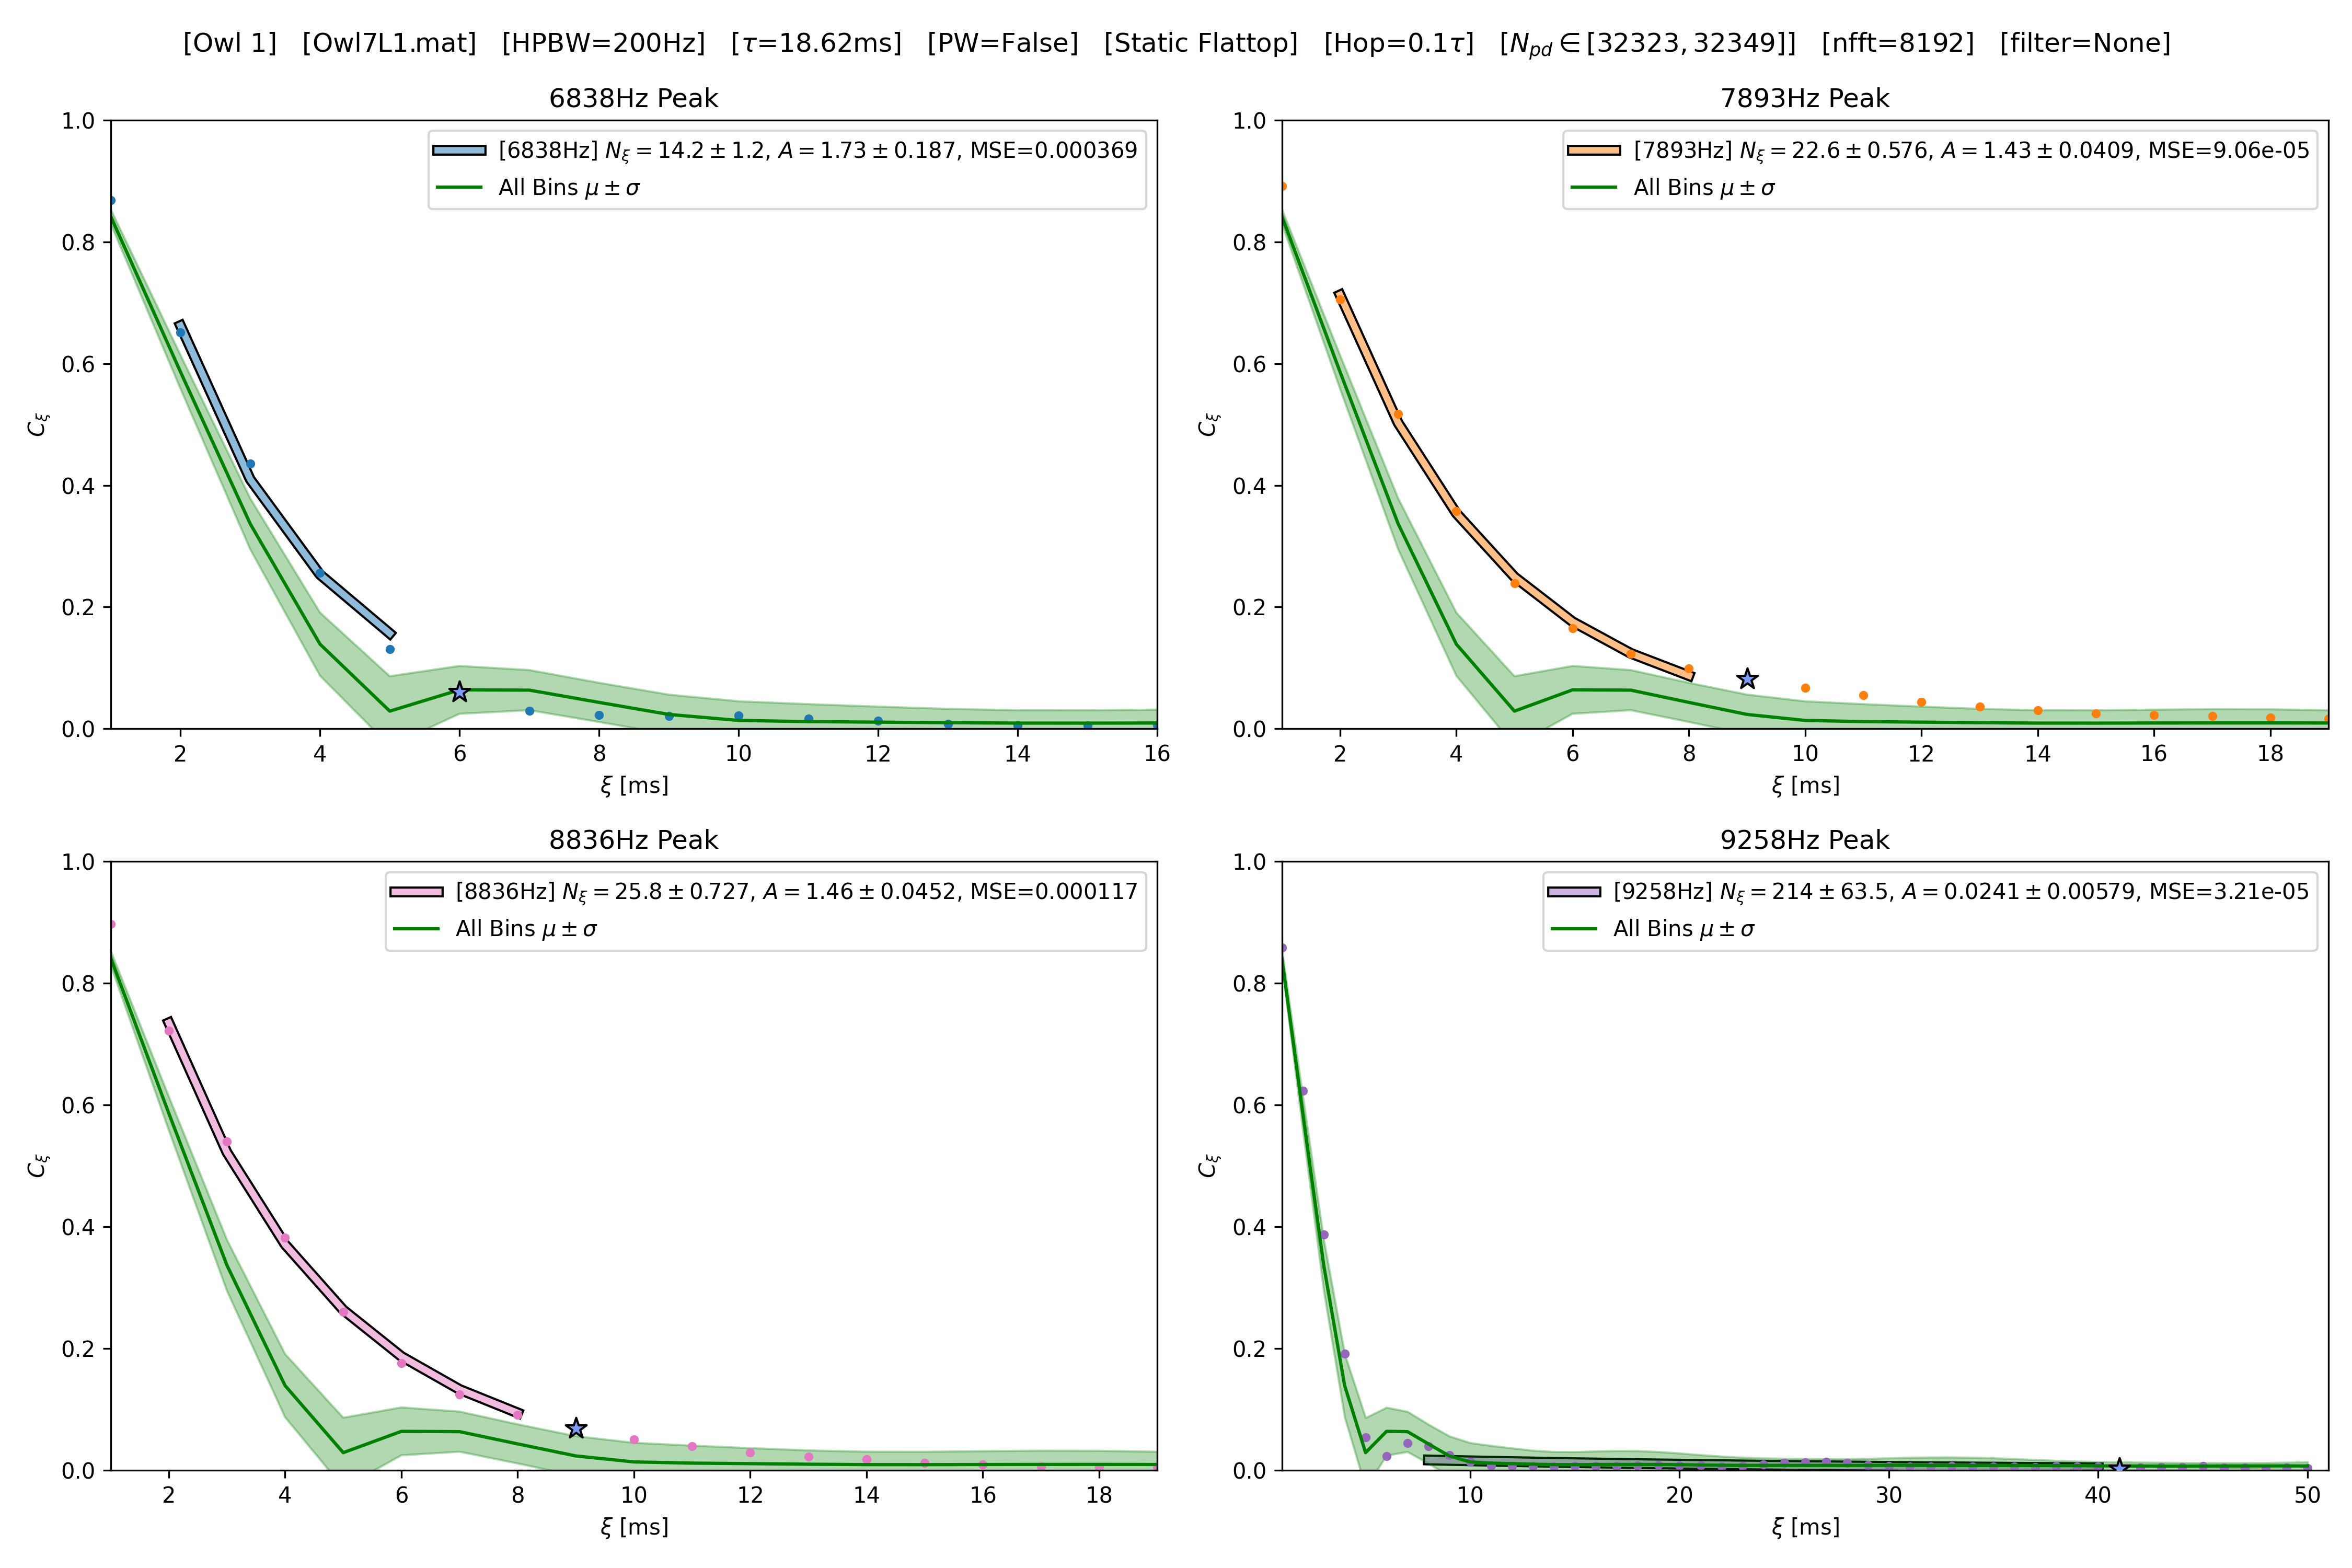 [Owl 1] [Owl7L1.mat] [HPBW=200Hz] [τ=18.62ms] [PW=False] [Static Flattop] [Hop=0.1τ] [N_pd ∈ [32323, 32349]] [nfft=8192] [filter=None]
6838Hz Peak
[6838Hz] N_ξ = 14.2 ± 1.2, A = 1.73 ± 0.187, MSE=0.000369
All Bins μ ± σ
1.0
0.8
0.6
0.4
0.2
0.0
C_ξ
2 4 6 8 10 12 14 16
ξ [ms]
7893Hz Peak
[7893Hz] N_ξ = 22.6 ± 0.576, A = 1.43 ± 0.0409, MSE=9.06e-05
All Bins μ ± σ
1.0
0.8
0.6
0.4
0.2
0.0
C_ξ
2 4 6 8 10 12 14 16 18
ξ [ms]
8836Hz Peak
[8836Hz] N_ξ = 25.8 ± 0.727, A = 1.46 ± 0.0452, MSE=0.000117
All Bins μ ± σ
1.0
0.8
0.6
0.4
0.2
0.0
C_ξ
2 4 6 8 10 12 14 16 18
ξ [ms]
9258Hz Peak
[9258Hz] N_ξ = 214 ± 63.5, A = 0.0241 ± 0.00579, MSE=3.21e-05
All Bins μ ± σ
1.0
0.8
0.6
0.4
0.2
0.0
C_ξ
10 20 30 40 50
ξ [ms]